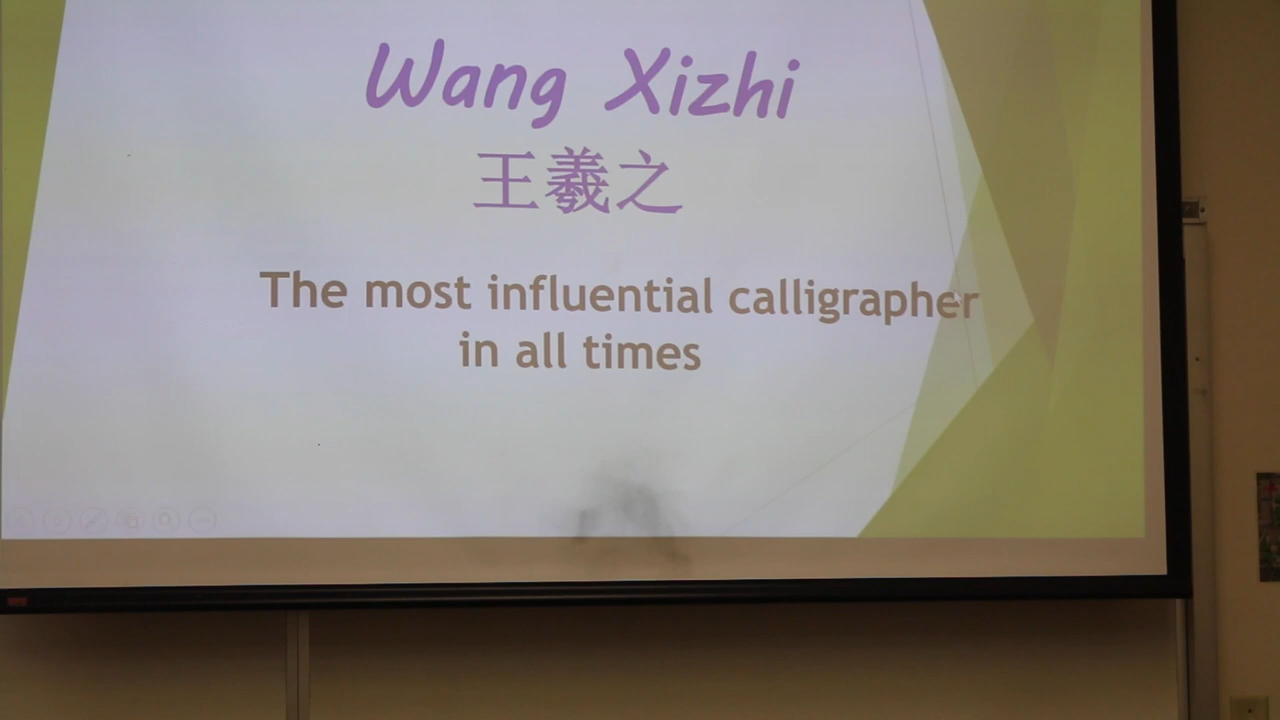 Wang Xizhi
王羲之
The most influential calligrapher
in all times